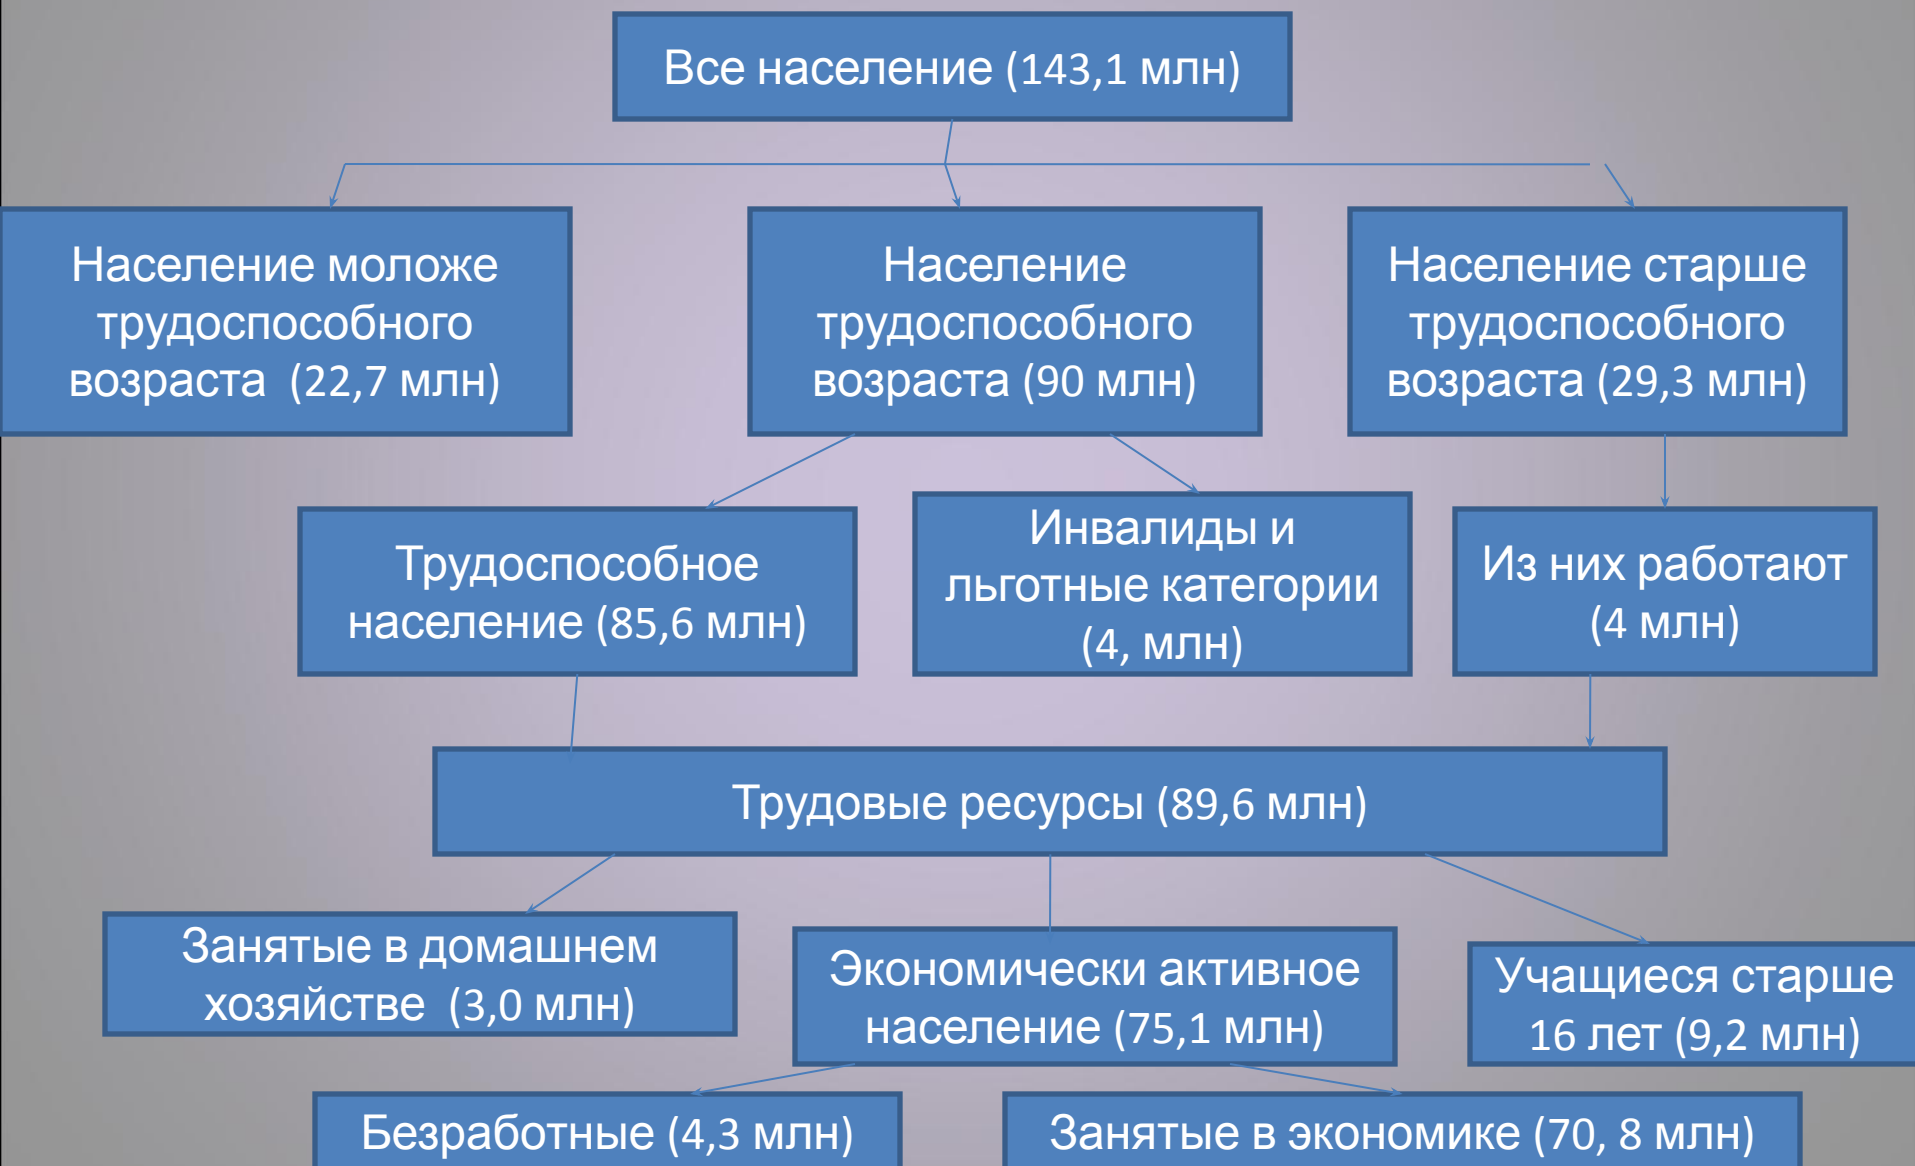 Все население (143,1 млн)
Население моложе
трудоспособного
возраста  (22,7 млн)
Население
трудоспособного
возраста (90 млн)
Население старше
трудоспособного
возраста (29,3 млн)
Трудоспособное
население (85,6 млн)
Инвалиды и
льготные категории
(4, млн)
Из них работают
(4 млн)
Трудовые ресурсы (89,6 млн)
Занятые в домашнем
хозяйстве  (3,0 млн)
Экономически активное
население (75,1 млн)
Учащиеся старше
16 лет (9,2 млн)
Безработные (4,3 млн)
Занятые в экономике (70, 8 млн)